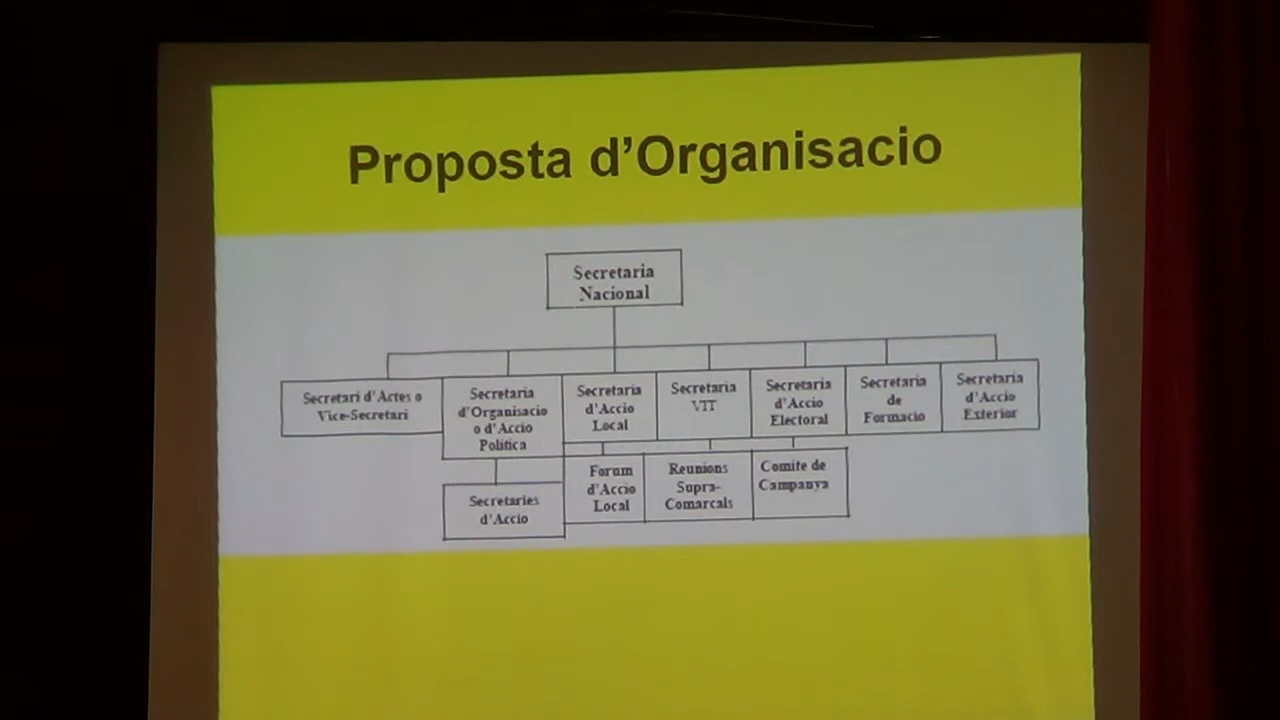 Proposta d'Organisacio
Secretaria
Nacional
Secretari d'Actes o
Vice-Secretari
Secretaria
d'Organisacio
o d'Accio
Politica
Secretaria
d'Accio
Local
Secretaria
VIT
Secretaria
d'Accio
Electoral
Secretaria
de
Formacio
Secretaria
d'Accio
Exterior
Secretaries
d'Accio
Forum
d'Accio
Local
Reunions
Supra-
Comarcals
Comite de
Campanya